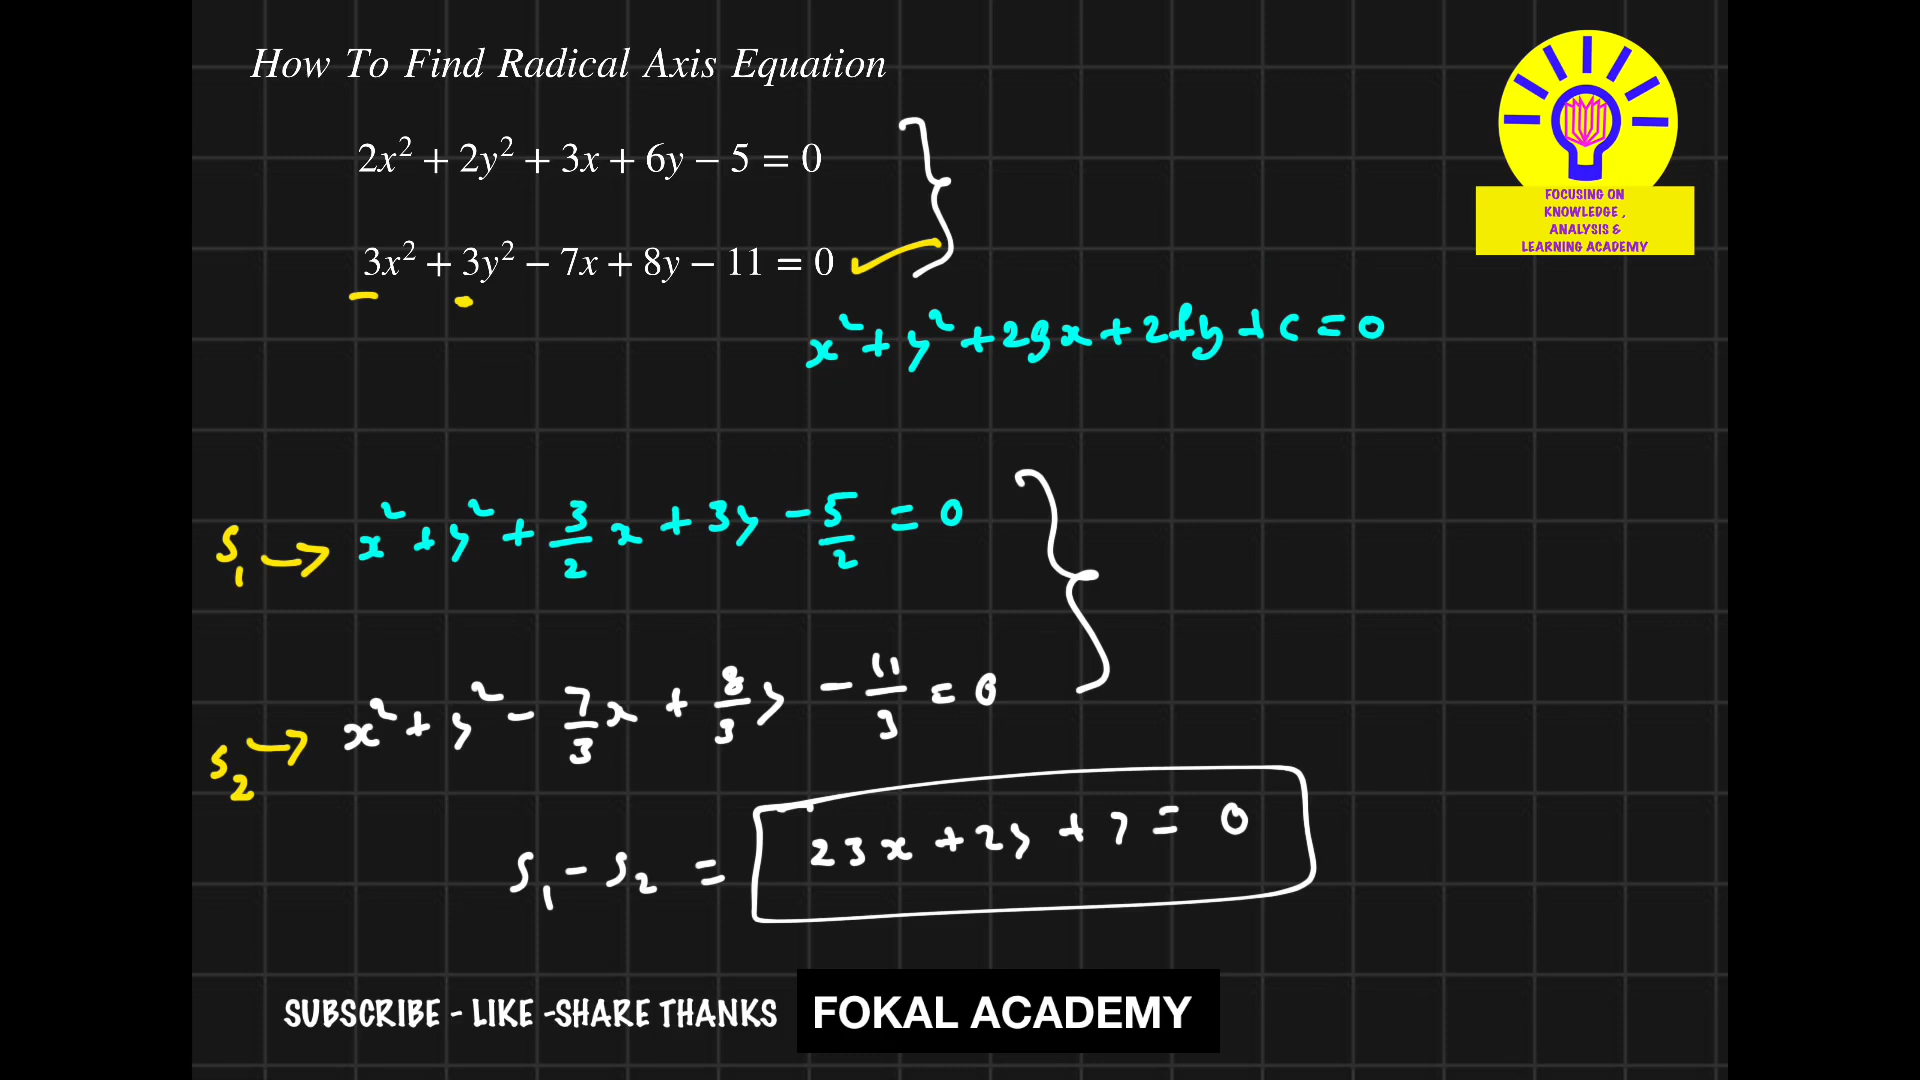 How To Find Radical Axis Equation
2x² + 2y² + 3x + 6y − 5 = 0
3x² + 3y² − 7x + 8y − 11 = 0
x² + y² + 2gx + 2fy + c = 0
S₁ → x² + y² + 3/2 x + 3y − 5/2 = 0
S₂ → x² + y² − 7/3 x + 8/3 y − 11/3 = 0
S₁ − S₂ = 23x + 2y + 7 = 0
FOCUSING ON
KNOWLEDGE ,
ANALYSIS &
LEARNING ACADEMY
SUBSCRIBE - LIKE -SHARE THANKS FOKAL ACADEMY